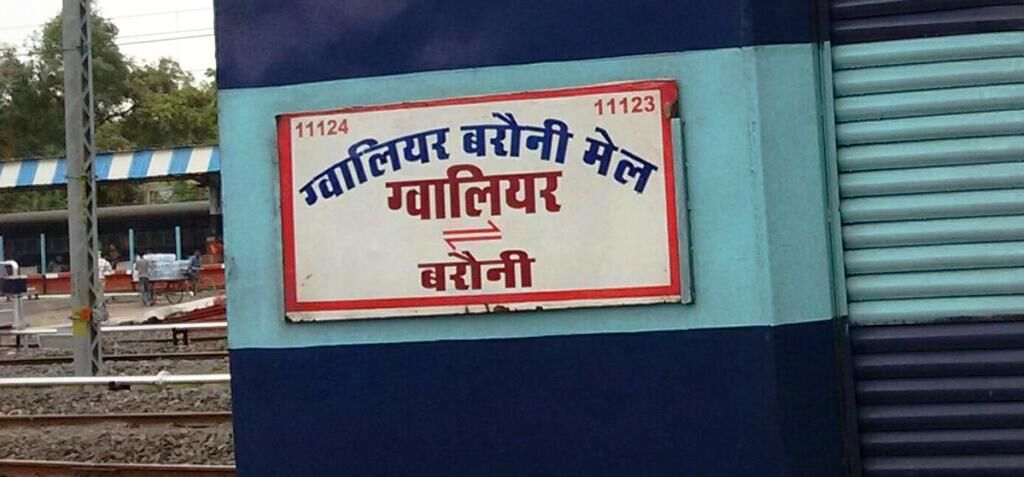 11124 11123
ग्वालियर बरौनी मेल
ग्वालियर
⇌
बरौनी